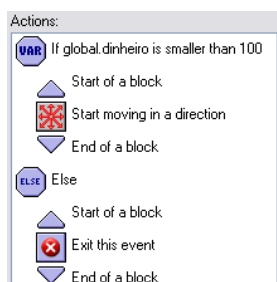 Actions:
VAR If global.dinheiro is smaller than 100
Start of a block
Start moving in a direction
End of a block
ELSE Else
Start of a block
Exit this event
End of a block